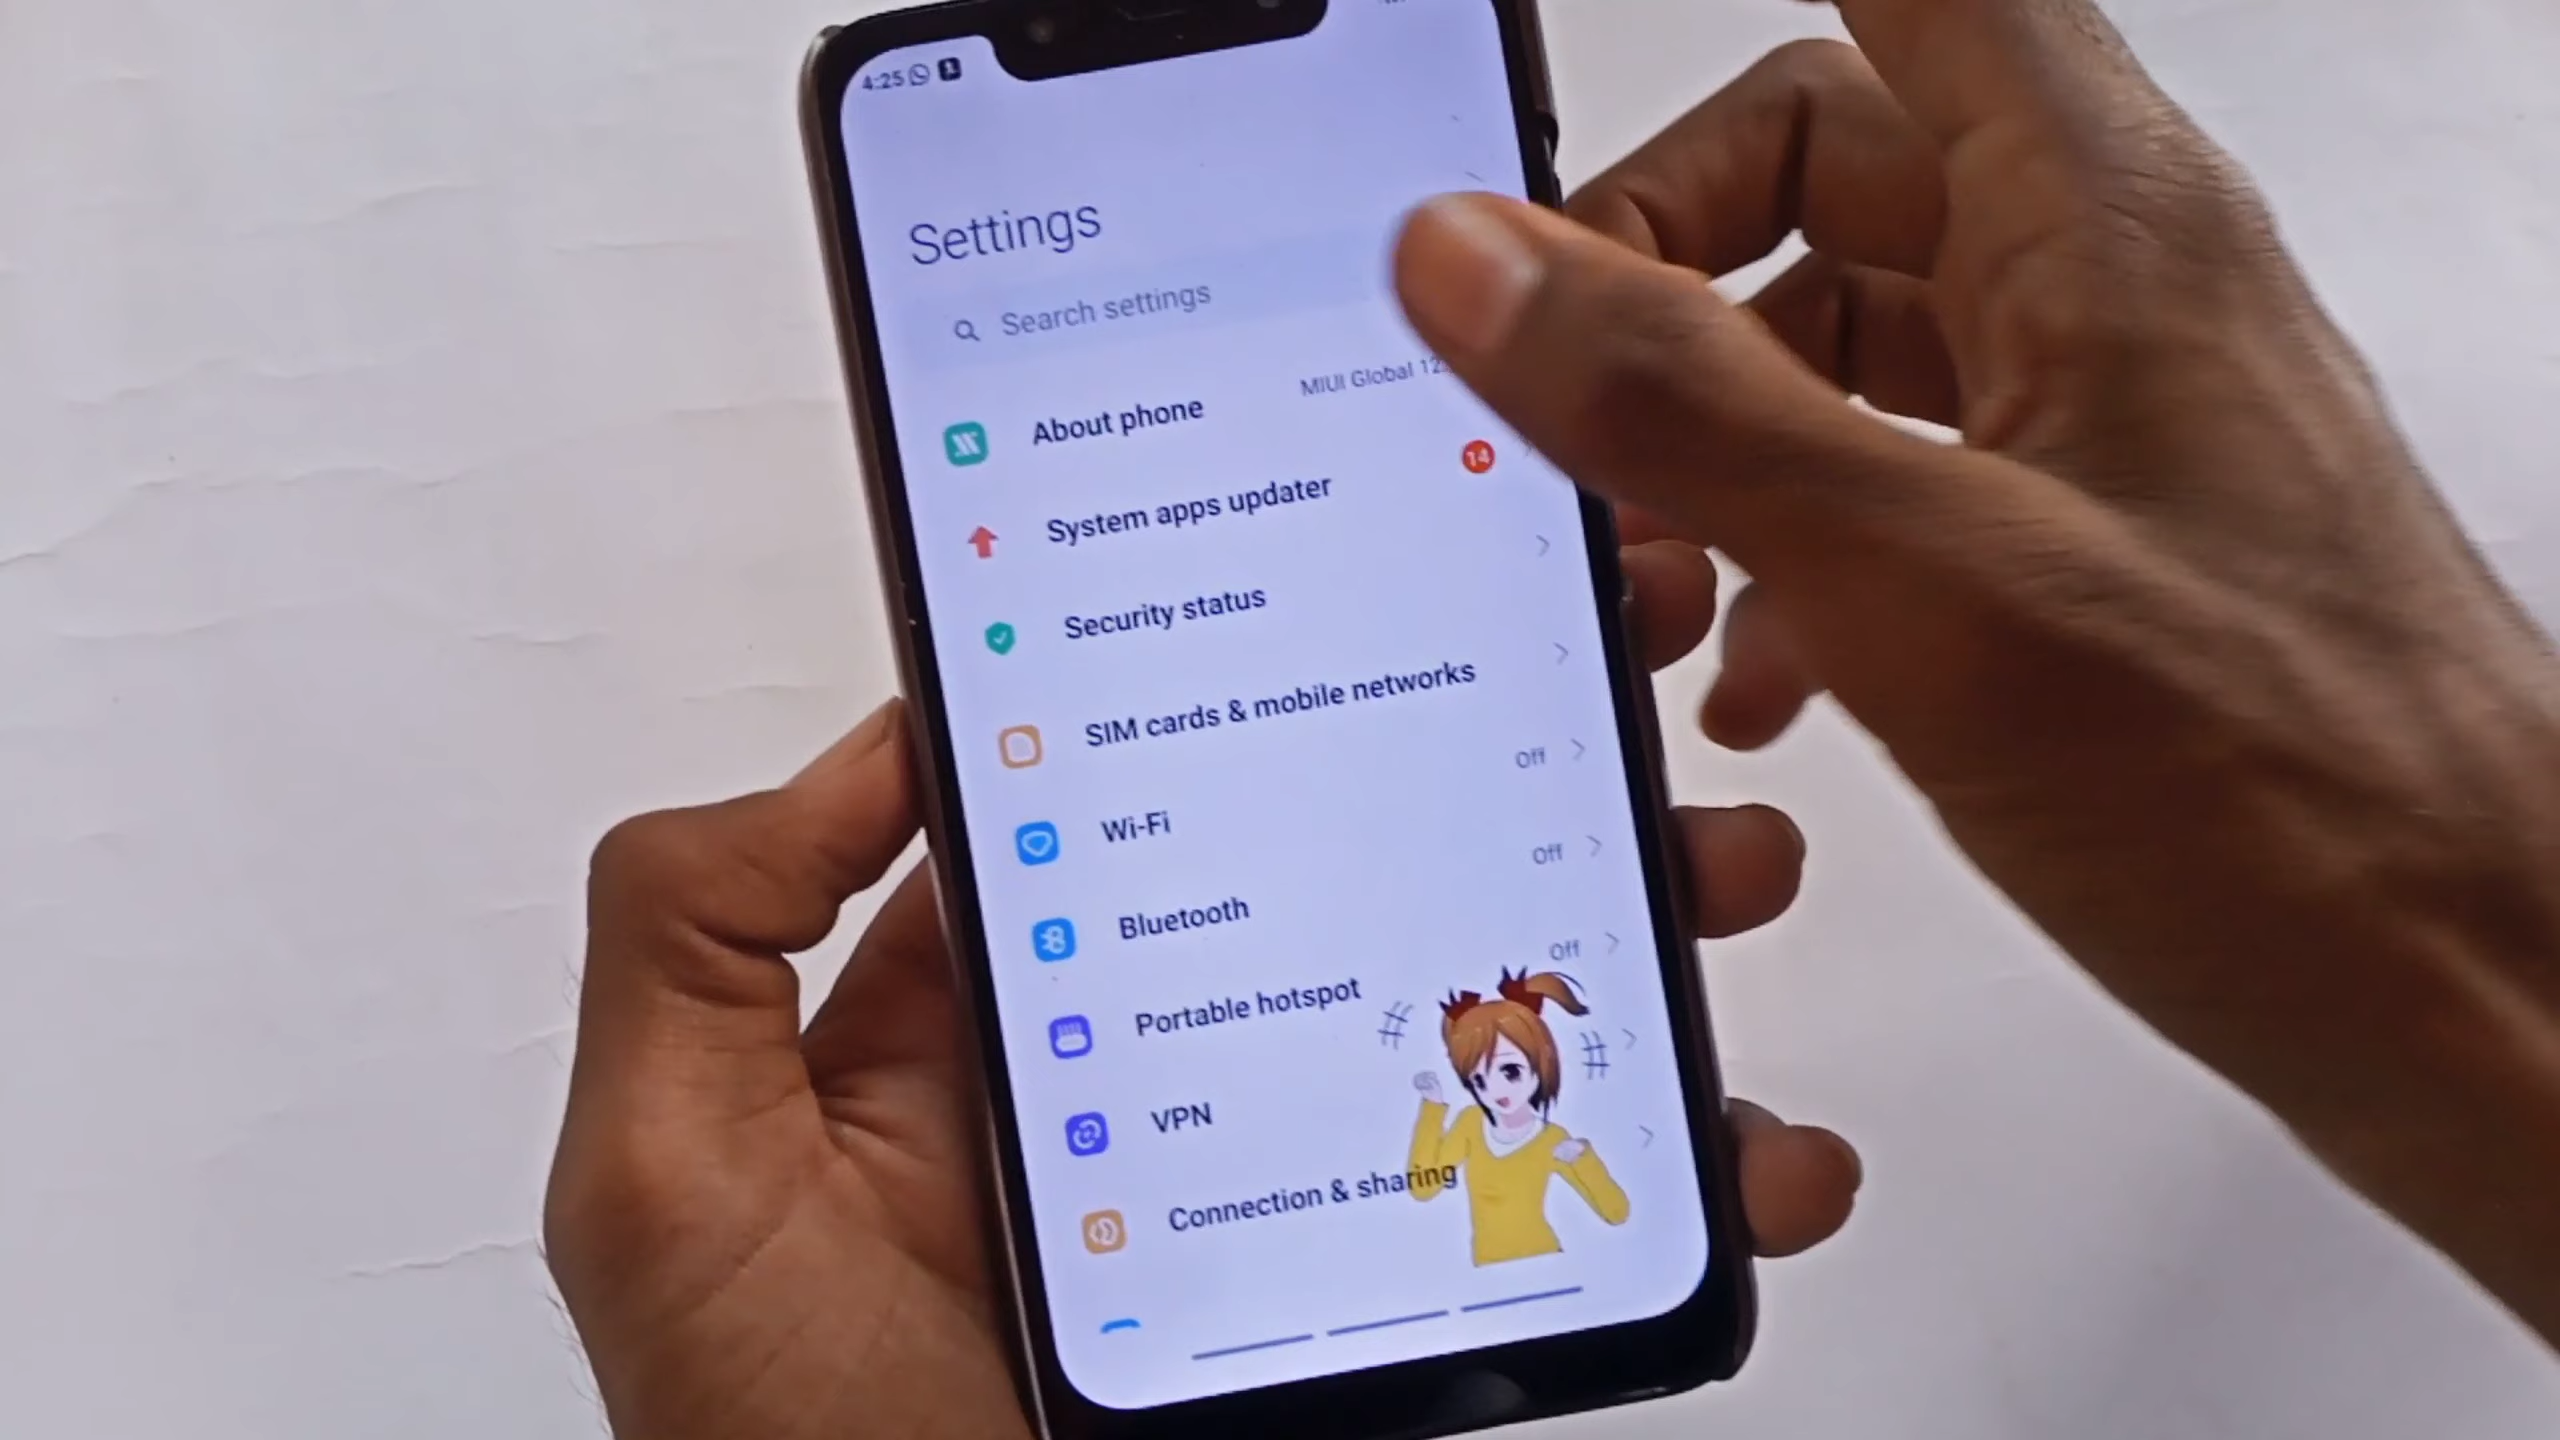 4:25
Settings
Search settings
About phone
MIUI Global 12
System apps updater
14
Security status
SIM cards & mobile networks
Wi-Fi
Off
Bluetooth
Off
Portable hotspot
Off
VPN
Connection & sharing